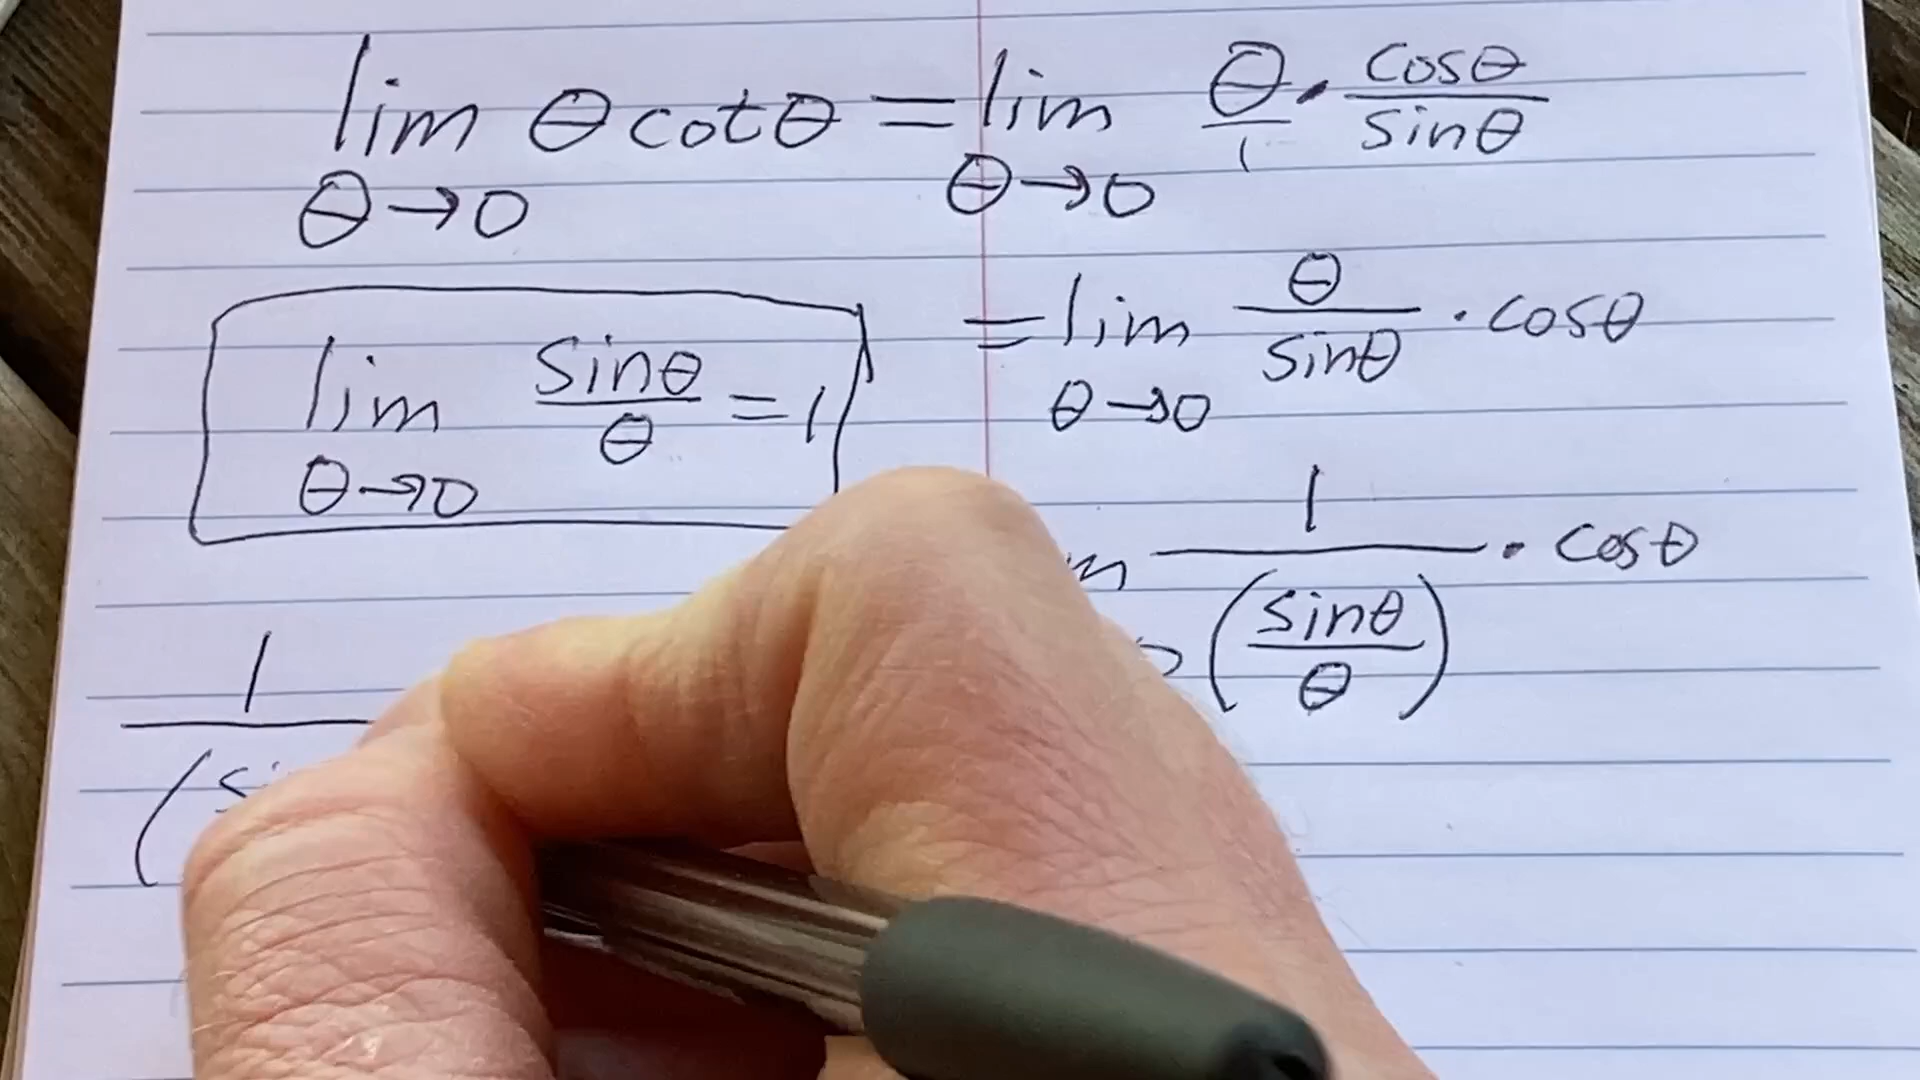 lim θ cot θ = lim θ/1 · cosθ/sinθ
θ→0 θ→0
= lim θ/sinθ · cosθ
θ→0
lim sinθ/θ = 1
θ→0
1/(sinθ/θ) · cosθ
1